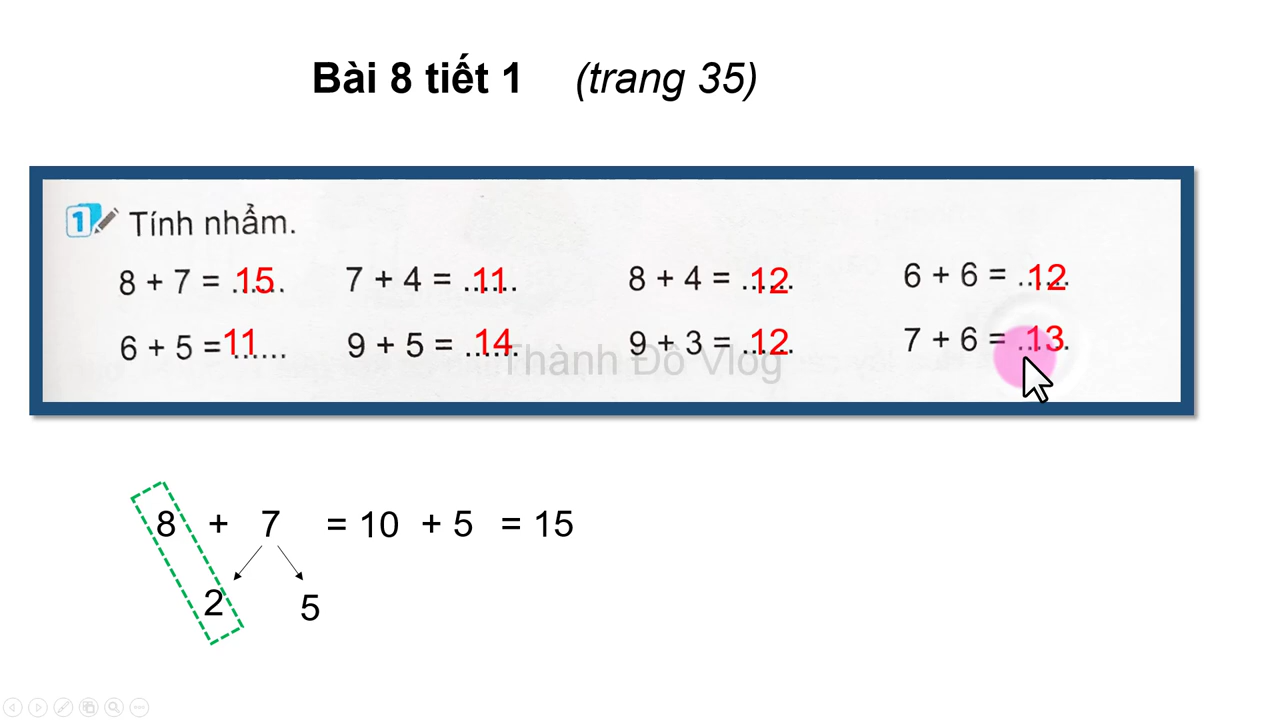 Bài 8 tiết 1 (trang 35)
1 Tính nhẩm.
8 + 7 = 15 7 + 4 = 11 8 + 4 = 12 6 + 6 = 12
6 + 5 = 11 9 + 5 = 14 9 + 3 = 12 7 + 6 = 13
Thành Đô Vlog
8 + 7 = 10 + 5 = 15
2 5